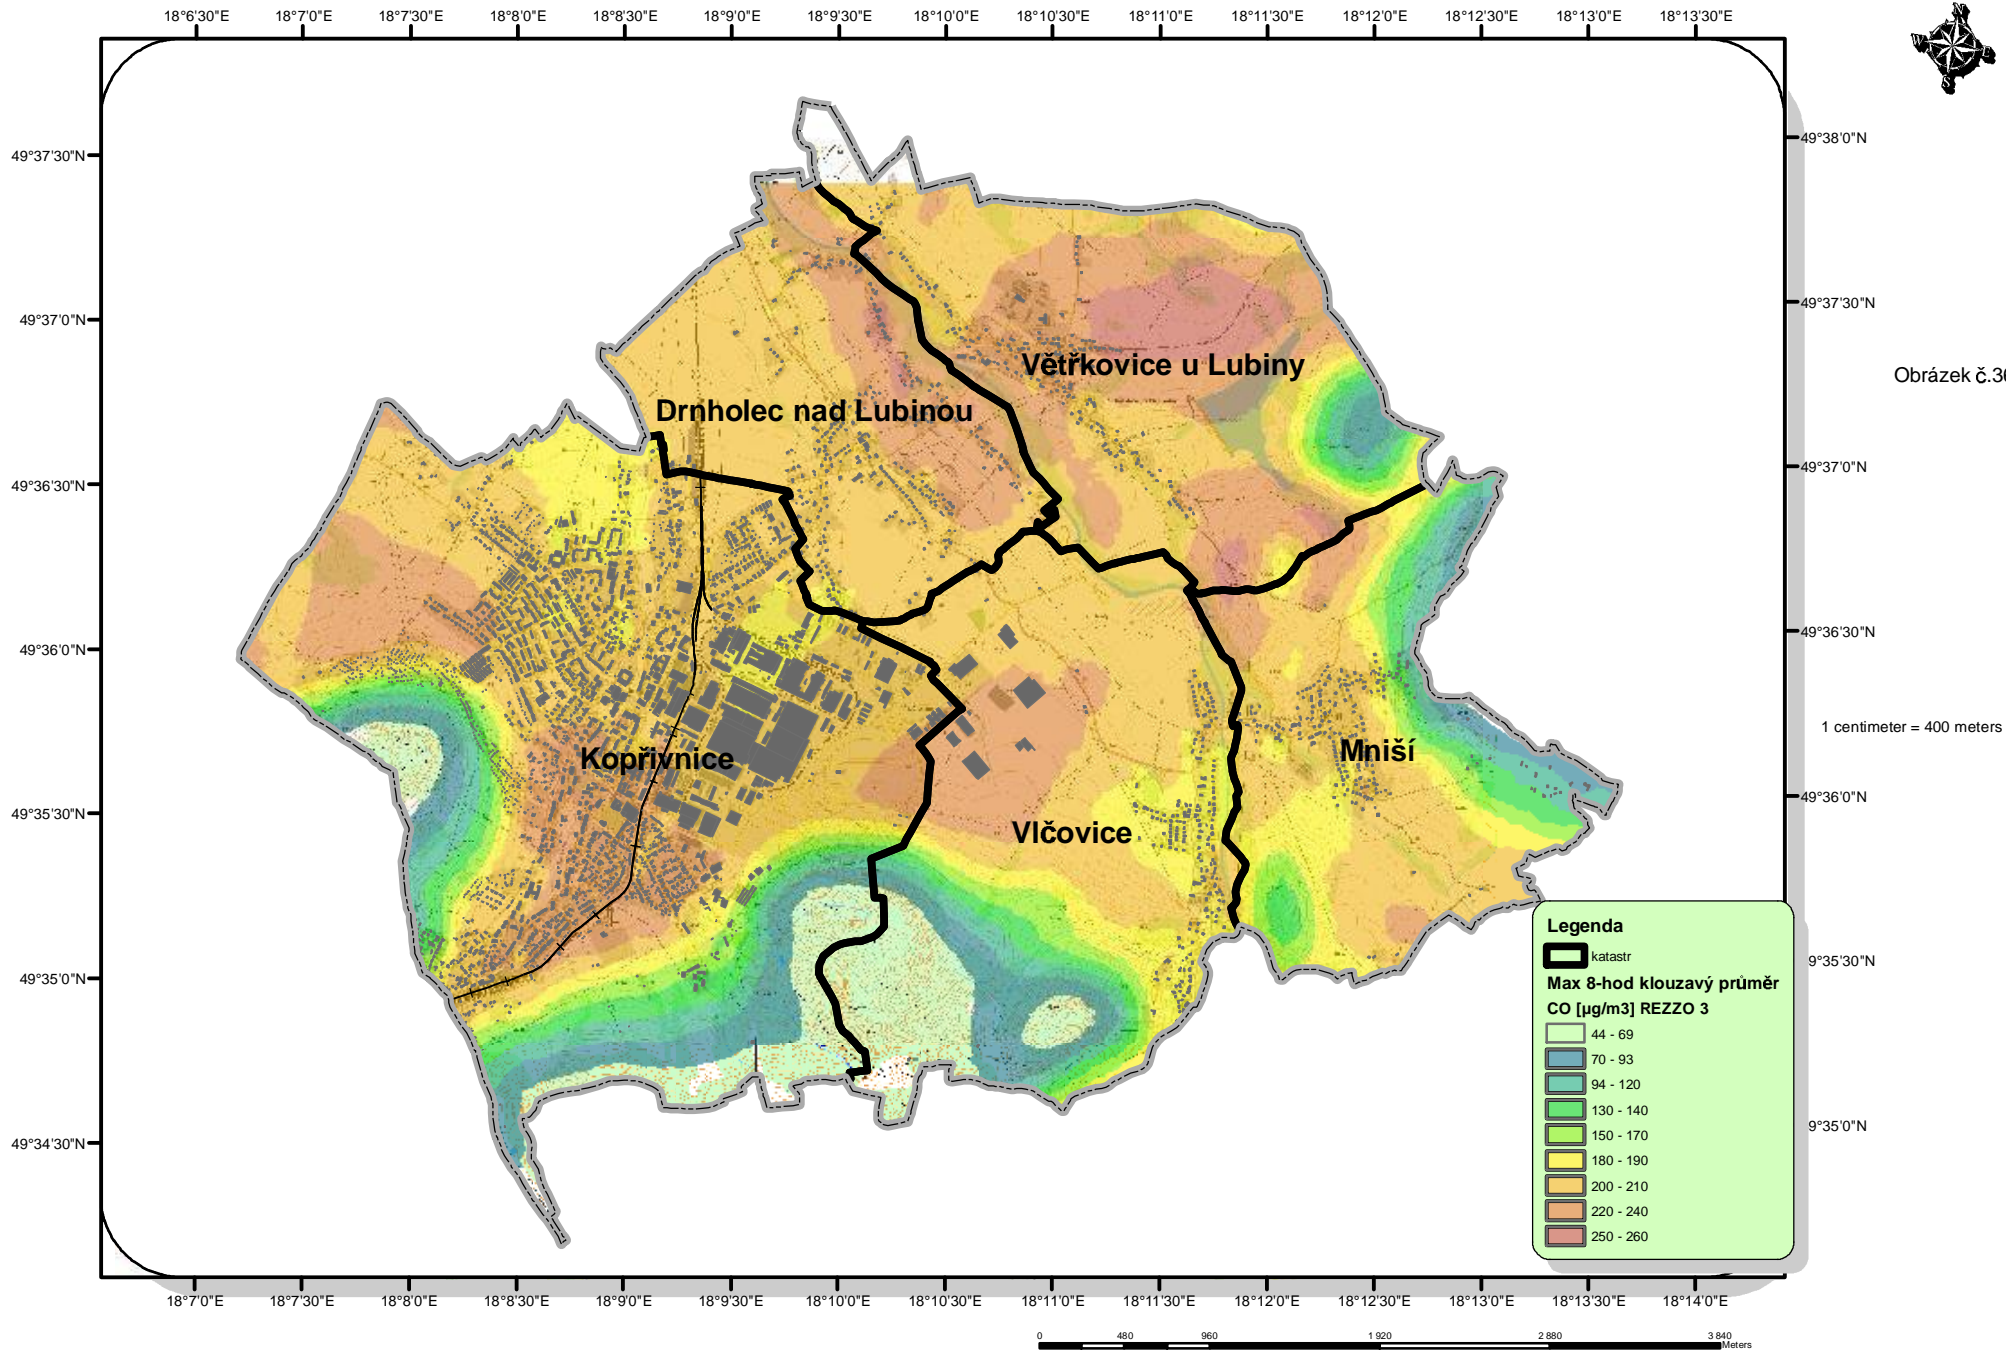 18°6'30"E 18°7'0"E 18°7'30"E 18°8'0"E 18°8'30"E 18°9'0"E 18°9'30"E 18°10'0"E 18°10'30"E 18°11'0"E 18°11'30"E 18°12'0"E 18°12'30"E 18°13'0"E 18°13'30"E
N
W
E
S
49°37'30"N
49°38'0"N
49°37'0"N
49°37'30"N
Větřkovice u Lubiny
Obrázek č.36
Drnholec nad Lubinou
49°36'30"N
49°37'0"N
49°36'0"N
49°36'30"N
1 centimeter = 400 meters
Kopřivnice
Mniší
49°35'30"N
49°36'0"N
Vlčovice
Legenda
katastr
Max 8-hod klouzavý průměr
CO [µg/m3] REZZO 3
44 - 69
70 - 93
94 - 120
130 - 140
150 - 170
180 - 190
200 - 210
220 - 240
250 - 260
49°35'0"N
9°35'30"N
49°34'30"N
9°35'0"N
18°7'0"E 18°7'30"E 18°8'0"E 18°8'30"E 18°9'0"E 18°9'30"E 18°10'0"E 18°10'30"E 18°11'0"E 18°11'30"E 18°12'0"E 18°12'30"E 18°13'0"E 18°13'30"E 18°14'0"E
0 480 960 1 920 2 880 3 840
Meters